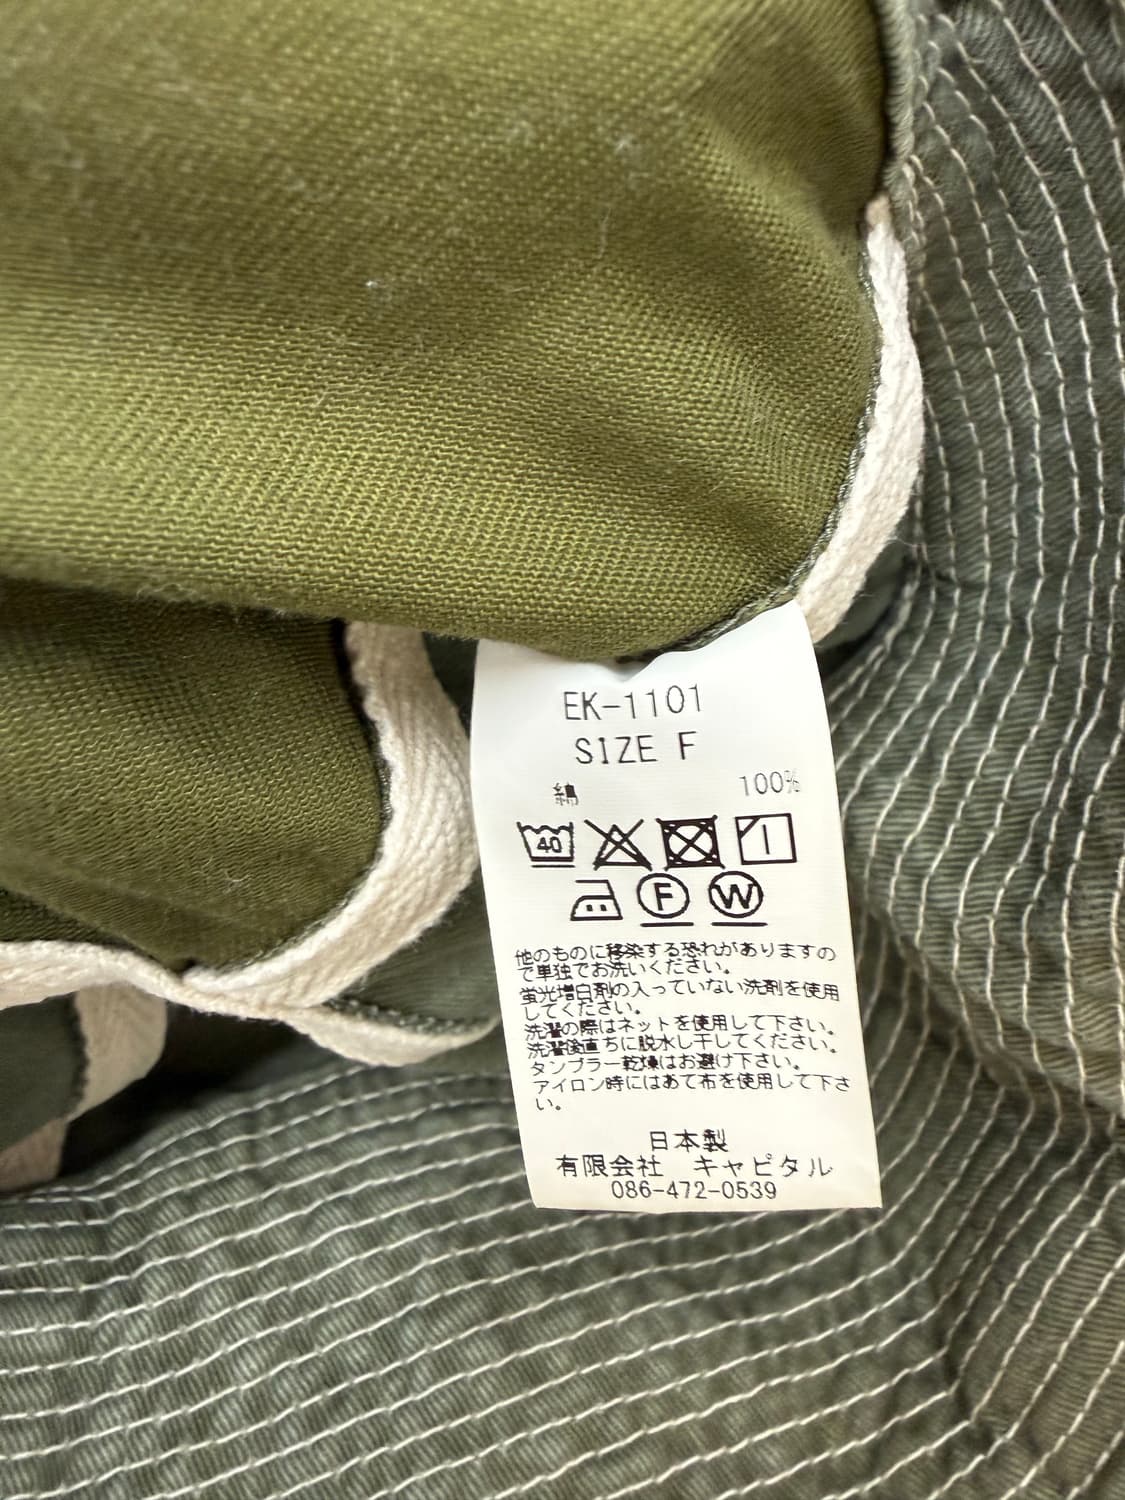 EK-1101
SIZE F
綿 100%
40
F W
他のものに移染する恐れがありますの
で単独でお洗いください。
蛍光増白剤の入っていない洗剤を使用
してください。
洗濯の際はネットを使用して下さい。
洗濯後直ちに脱水し干してください。
タンブラー乾燥はお避け下さい。
アイロン時にはあて布を使用して下さ
い。
日本製
有限会社 キャピタル
086-472-0539